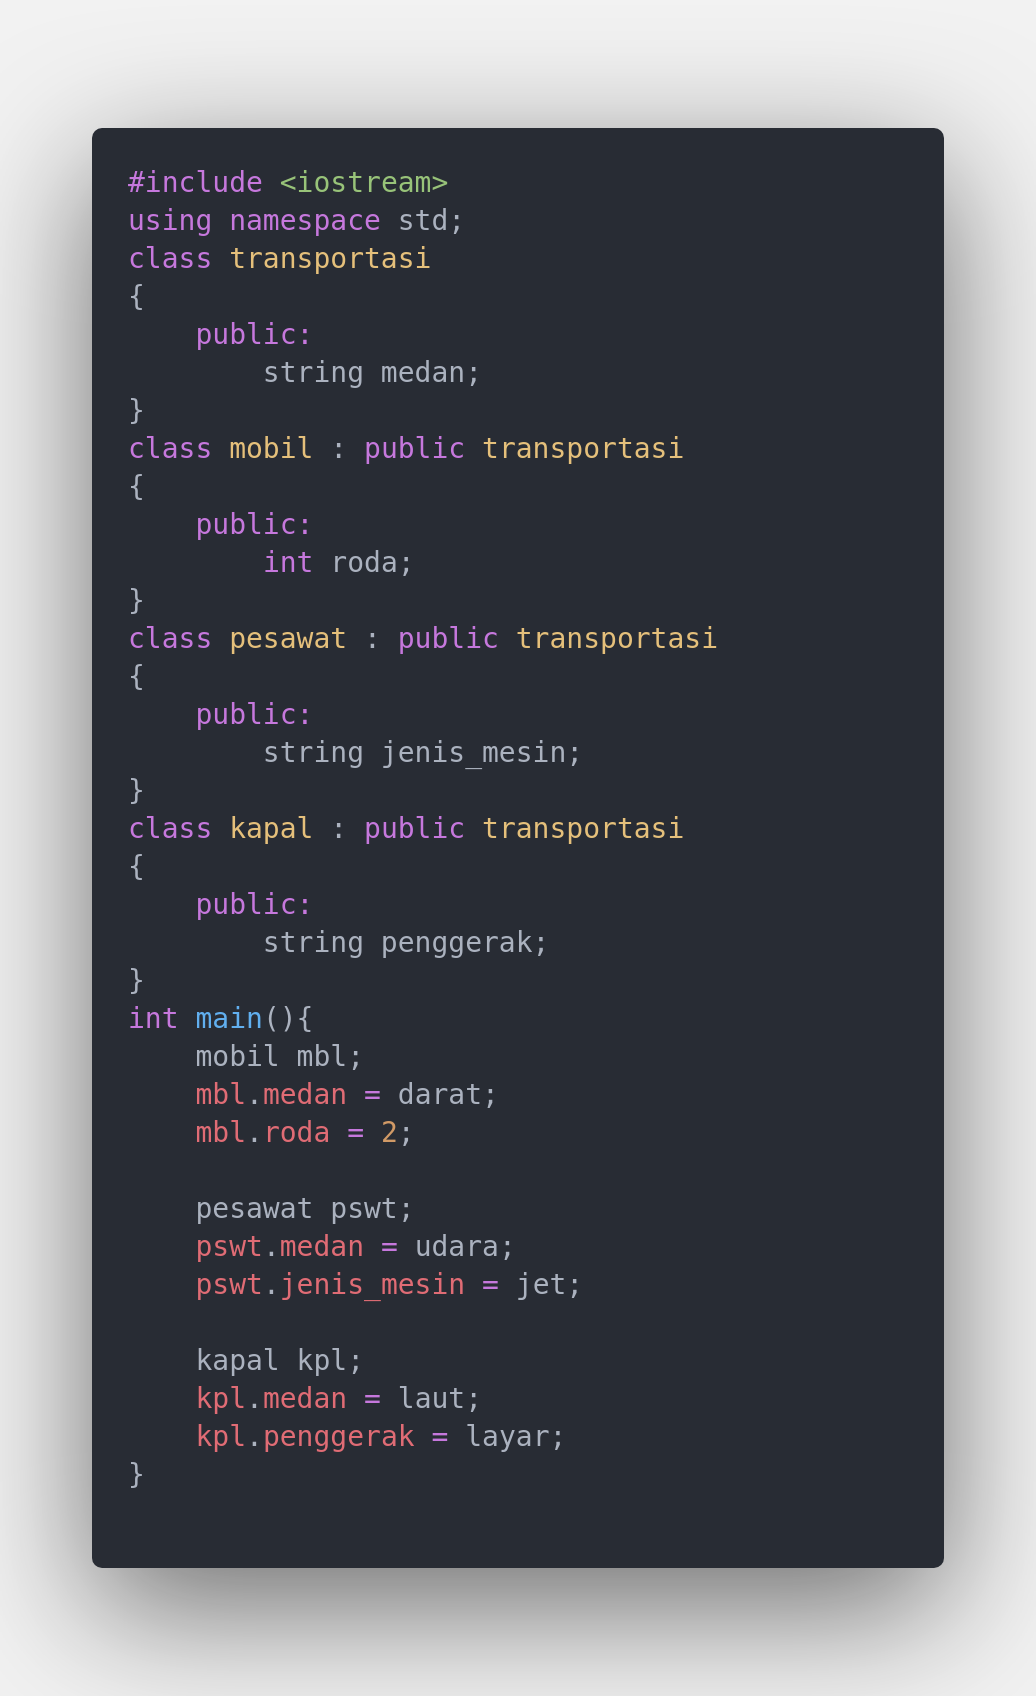 #include <iostream>
using namespace std;
class transportasi
{
    public:
        string medan;
}
class mobil : public transportasi
{
    public:
        int roda;
}
class pesawat : public transportasi
{
    public:
        string jenis_mesin;
}
class kapal : public transportasi
{
    public:
        string penggerak;
}
int main(){
    mobil mbl;
    mbl.medan = darat;
    mbl.roda = 2;

    pesawat pswt;
    pswt.medan = udara;
    pswt.jenis_mesin = jet;

    kapal kpl;
    kpl.medan = laut;
    kpl.penggerak = layar;
}